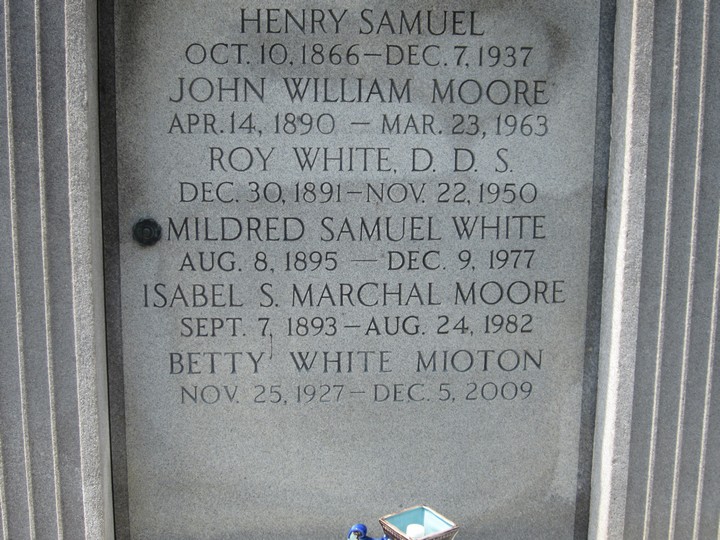 HENRY SAMUEL
OCT. 10, 1866 — DEC. 7, 1937
JOHN WILLIAM MOORE
APR. 14, 1890 — MAR. 23, 1963
ROY WHITE, D. D. S.
DEC. 30, 1891 — NOV. 22, 1950
MILDRED SAMUEL WHITE
AUG. 8, 1895 — DEC. 9, 1977
ISABEL S. MARCHAL MOORE
SEPT. 7, 1893 — AUG. 24, 1982
BETTY WHITE MIOTON
NOV. 25, 1927 — DEC. 5, 2009